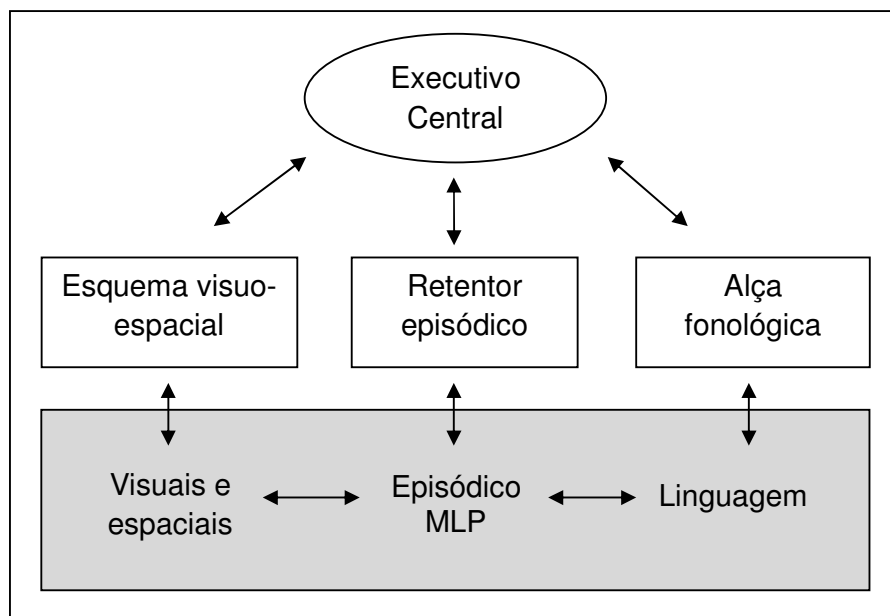 Executivo
Central
Esquema visuo-
espacial
Retentor
episódico
Alça
fonológica
Visuais e
espaciais
Episódico
MLP
Linguagem